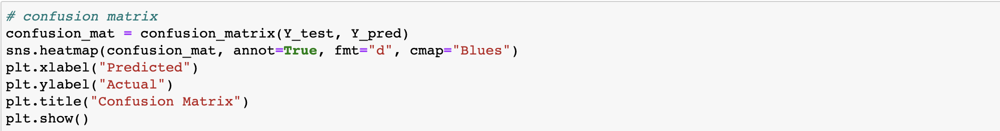 # confusion matrix
confusion_mat = confusion_matrix(Y_test, Y_pred)
sns.heatmap(confusion_mat, annot=True, fmt="d", cmap="Blues")
plt.xlabel("Predicted")
plt.ylabel("Actual")
plt.title("Confusion Matrix")
plt.show()